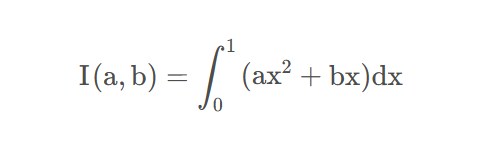 I(a, b) = ∫₀¹ (ax² + bx)dx